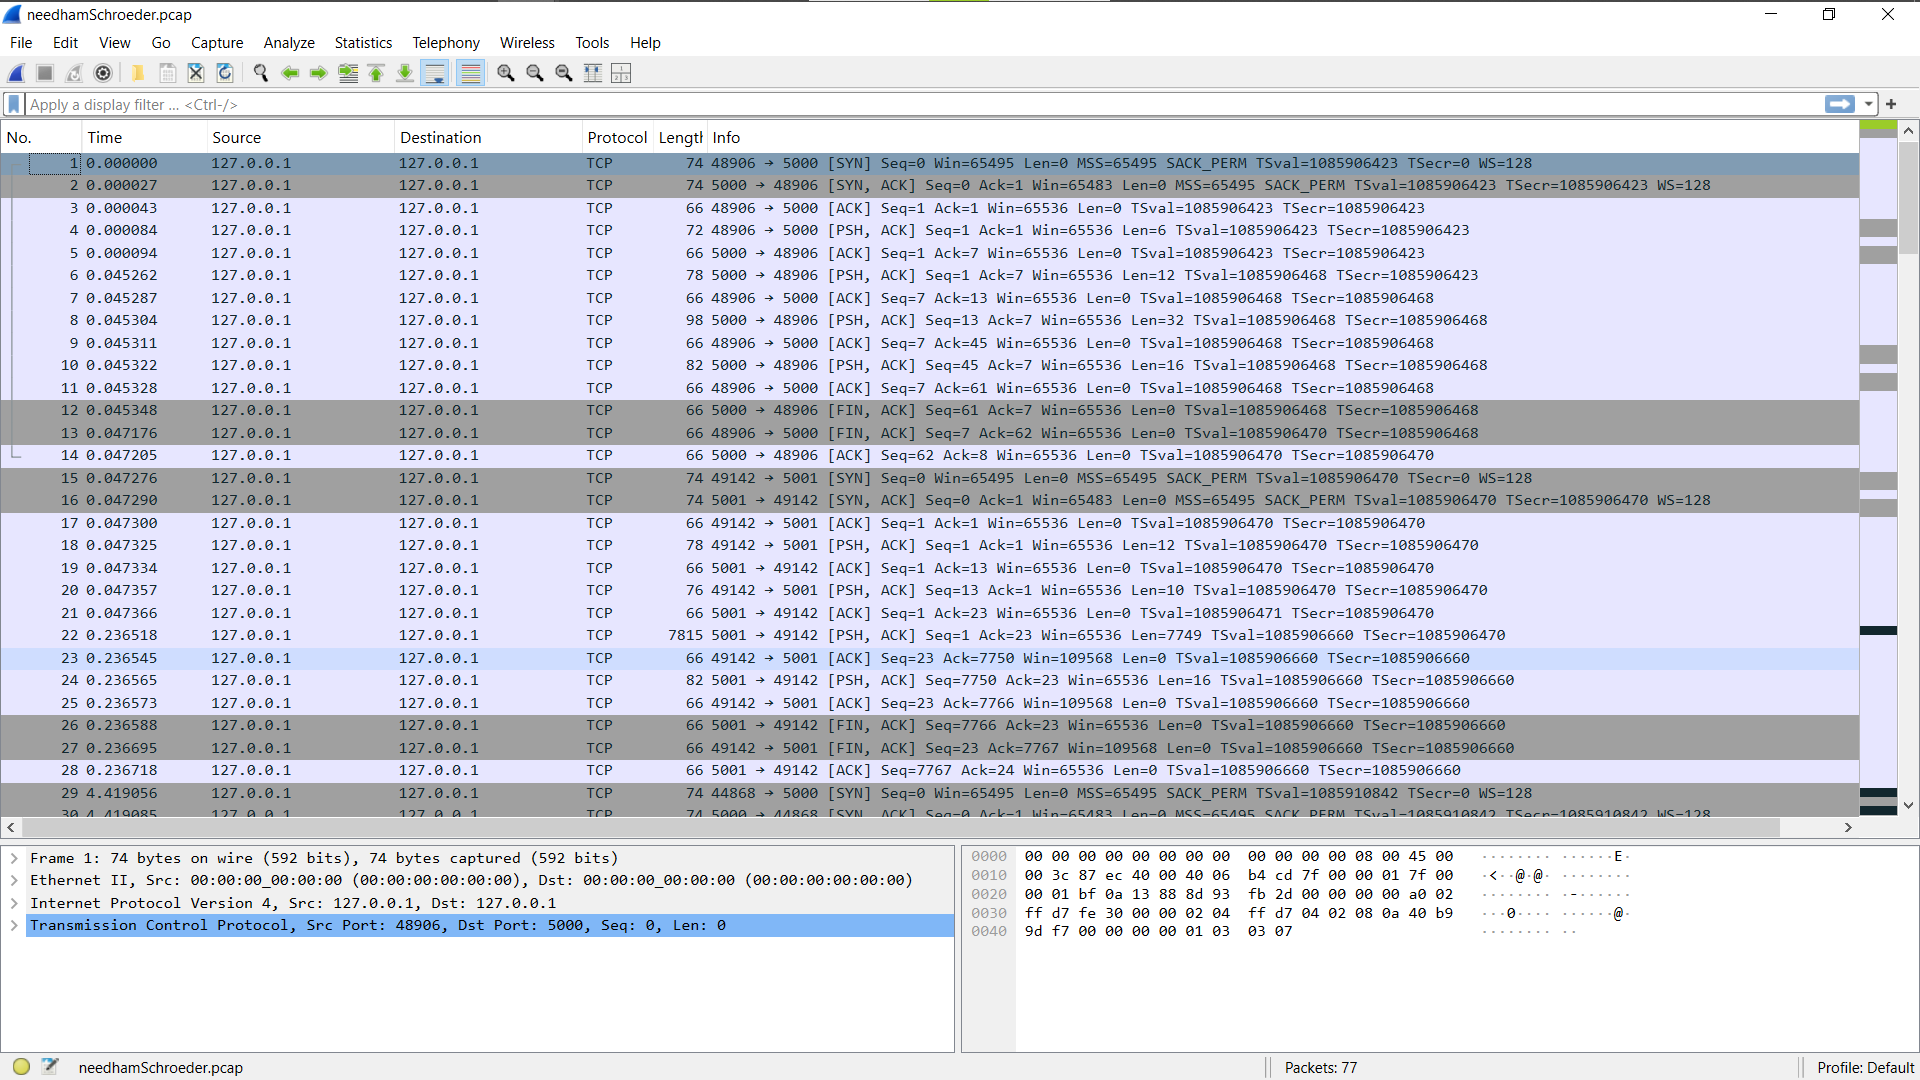 needhamSchroeder.pcap
File Edit View Go Capture Analyze Statistics Telephony Wireless Tools Help
Apply a display filter ... <Ctrl-/>
No. Time Source Destination Protocol Length Info
1 0.000000 127.0.0.1 127.0.0.1 TCP 74 48906 → 5000 [SYN] Seq=0 Win=65495 Len=0 MSS=65495 SACK_PERM TSval=1085906423 TSecr=0 WS=128
2 0.000027 127.0.0.1 127.0.0.1 TCP 74 5000 → 48906 [SYN, ACK] Seq=0 Ack=1 Win=65483 Len=0 MSS=65495 SACK_PERM TSval=1085906423 TSecr=1085906423 WS=128
3 0.000043 127.0.0.1 127.0.0.1 TCP 66 48906 → 5000 [ACK] Seq=1 Ack=1 Win=65536 Len=0 TSval=1085906423 TSecr=1085906423
4 0.000084 127.0.0.1 127.0.0.1 TCP 72 48906 → 5000 [PSH, ACK] Seq=1 Ack=1 Win=65536 Len=6 TSval=1085906423 TSecr=1085906423
5 0.000094 127.0.0.1 127.0.0.1 TCP 66 5000 → 48906 [ACK] Seq=1 Ack=7 Win=65536 Len=0 TSval=1085906423 TSecr=1085906423
6 0.045262 127.0.0.1 127.0.0.1 TCP 78 5000 → 48906 [PSH, ACK] Seq=1 Ack=7 Win=65536 Len=12 TSval=1085906468 TSecr=1085906423
7 0.045287 127.0.0.1 127.0.0.1 TCP 66 48906 → 5000 [ACK] Seq=7 Ack=13 Win=65536 Len=0 TSval=1085906468 TSecr=1085906468
8 0.045304 127.0.0.1 127.0.0.1 TCP 98 5000 → 48906 [PSH, ACK] Seq=13 Ack=7 Win=65536 Len=32 TSval=1085906468 TSecr=1085906468
9 0.045311 127.0.0.1 127.0.0.1 TCP 66 48906 → 5000 [ACK] Seq=7 Ack=45 Win=65536 Len=0 TSval=1085906468 TSecr=1085906468
10 0.045322 127.0.0.1 127.0.0.1 TCP 82 5000 → 48906 [PSH, ACK] Seq=45 Ack=7 Win=65536 Len=16 TSval=1085906468 TSecr=1085906468
11 0.045328 127.0.0.1 127.0.0.1 TCP 66 48906 → 5000 [ACK] Seq=7 Ack=61 Win=65536 Len=0 TSval=1085906468 TSecr=1085906468
12 0.045348 127.0.0.1 127.0.0.1 TCP 66 5000 → 48906 [FIN, ACK] Seq=61 Ack=7 Win=65536 Len=0 TSval=1085906468 TSecr=1085906468
13 0.047176 127.0.0.1 127.0.0.1 TCP 66 48906 → 5000 [FIN, ACK] Seq=7 Ack=62 Win=65536 Len=0 TSval=1085906470 TSecr=1085906468
14 0.047205 127.0.0.1 127.0.0.1 TCP 66 5000 → 48906 [ACK] Seq=62 Ack=8 Win=65536 Len=0 TSval=1085906470 TSecr=1085906470
15 0.047276 127.0.0.1 127.0.0.1 TCP 74 49142 → 5001 [SYN] Seq=0 Win=65495 Len=0 MSS=65495 SACK_PERM TSval=1085906470 TSecr=0 WS=128
16 0.047290 127.0.0.1 127.0.0.1 TCP 74 5001 → 49142 [SYN, ACK] Seq=0 Ack=1 Win=65483 Len=0 MSS=65495 SACK_PERM TSval=1085906470 TSecr=1085906470 WS=128
17 0.047300 127.0.0.1 127.0.0.1 TCP 66 49142 → 5001 [ACK] Seq=1 Ack=1 Win=65536 Len=0 TSval=1085906470 TSecr=1085906470
18 0.047325 127.0.0.1 127.0.0.1 TCP 78 49142 → 5001 [PSH, ACK] Seq=1 Ack=1 Win=65536 Len=12 TSval=1085906470 TSecr=1085906470
19 0.047334 127.0.0.1 127.0.0.1 TCP 66 5001 → 49142 [ACK] Seq=1 Ack=13 Win=65536 Len=0 TSval=1085906470 TSecr=1085906470
20 0.047357 127.0.0.1 127.0.0.1 TCP 76 49142 → 5001 [PSH, ACK] Seq=13 Ack=1 Win=65536 Len=10 TSval=1085906470 TSecr=1085906470
21 0.047366 127.0.0.1 127.0.0.1 TCP 66 5001 → 49142 [ACK] Seq=1 Ack=23 Win=65536 Len=0 TSval=1085906471 TSecr=1085906470
22 0.236518 127.0.0.1 127.0.0.1 TCP 7815 5001 → 49142 [PSH, ACK] Seq=1 Ack=23 Win=65536 Len=7749 TSval=1085906660 TSecr=1085906470
23 0.236545 127.0.0.1 127.0.0.1 TCP 66 49142 → 5001 [ACK] Seq=23 Ack=7750 Win=109568 Len=0 TSval=1085906660 TSecr=1085906660
24 0.236565 127.0.0.1 127.0.0.1 TCP 82 5001 → 49142 [PSH, ACK] Seq=7750 Ack=23 Win=65536 Len=16 TSval=1085906660 TSecr=1085906660
25 0.236573 127.0.0.1 127.0.0.1 TCP 66 49142 → 5001 [ACK] Seq=23 Ack=7766 Win=109568 Len=0 TSval=1085906660 TSecr=1085906660
26 0.236588 127.0.0.1 127.0.0.1 TCP 66 5001 → 49142 [FIN, ACK] Seq=7766 Ack=23 Win=65536 Len=0 TSval=1085906660 TSecr=1085906660
27 0.236695 127.0.0.1 127.0.0.1 TCP 66 49142 → 5001 [FIN, ACK] Seq=23 Ack=7767 Win=109568 Len=0 TSval=1085906660 TSecr=1085906660
28 0.236718 127.0.0.1 127.0.0.1 TCP 66 5001 → 49142 [ACK] Seq=7767 Ack=24 Win=65536 Len=0 TSval=1085906660 TSecr=1085906660
29 4.419056 127.0.0.1 127.0.0.1 TCP 74 44868 → 5000 [SYN] Seq=0 Win=65495 Len=0 MSS=65495 SACK_PERM TSval=1085910842 TSecr=0 WS=128
30 4.419085 127.0.0.1 127.0.0.1 TCP 74 5000 → 44868 [SYN, ACK] Seq=0 Ack=1 Win=65483 Len=0 MSS=65495 SACK_PERM TSval=1085910842 TSecr=1085910842 WS=128
Frame 1: 74 bytes on wire (592 bits), 74 bytes captured (592 bits)
Ethernet II, Src: 00:00:00_00:00:00 (00:00:00:00:00:00), Dst: 00:00:00_00:00:00 (00:00:00:00:00:00)
Internet Protocol Version 4, Src: 127.0.0.1, Dst: 127.0.0.1
Transmission Control Protocol, Src Port: 48906, Dst Port: 5000, Seq: 0, Len: 0
0000 00 00 00 00 00 00 00 00 00 00 00 00 08 00 45 00 ········ ······E·
0010 00 3c 87 ec 40 00 40 06 b4 cd 7f 00 00 01 7f 00 ·<··@·@· ········
0020 00 01 bf 0a 13 88 8d 93 fb 2d 00 00 00 00 a0 02 ········ ·-······
0030 ff d7 fe 30 00 00 02 04 ff d7 04 02 08 0a 40 b9 ···0···· ······@·
0040 9d f7 00 00 00 00 01 03 03 07 ········ ··
needhamSchroeder.pcap
Packets: 77
Profile: Default